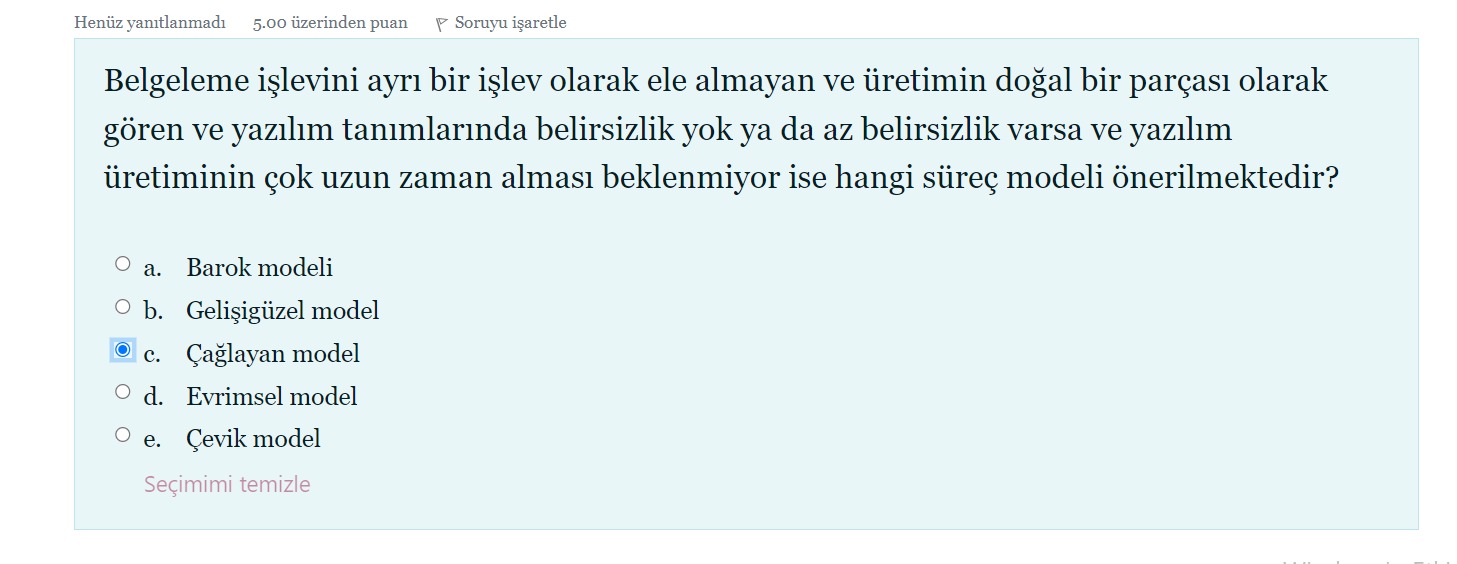 Henüz yanıtlanmadı 5.00 üzerinden puan Soruyu işaretle
Belgeleme işlevini ayrı bir işlev olarak ele almayan ve üretimin doğal bir parçası olarak
gören ve yazılım tanımlarında belirsizlik yok ya da az belirsizlik varsa ve yazılım
üretiminin çok uzun zaman alması beklenmiyor ise hangi süreç modeli önerilmektedir?
a. Barok modeli
b. Gelişigüzel model
c. Çağlayan model
d. Evrimsel model
e. Çevik model
Seçimimi temizle